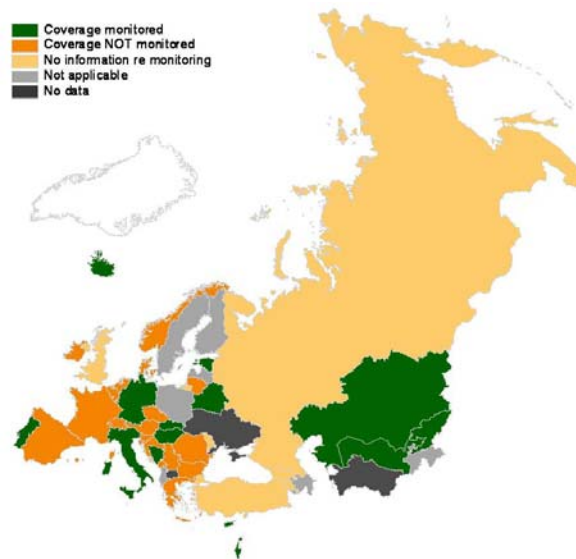 Coverage monitored
Coverage NOT monitored
No information re monitoring
Not applicable
No data